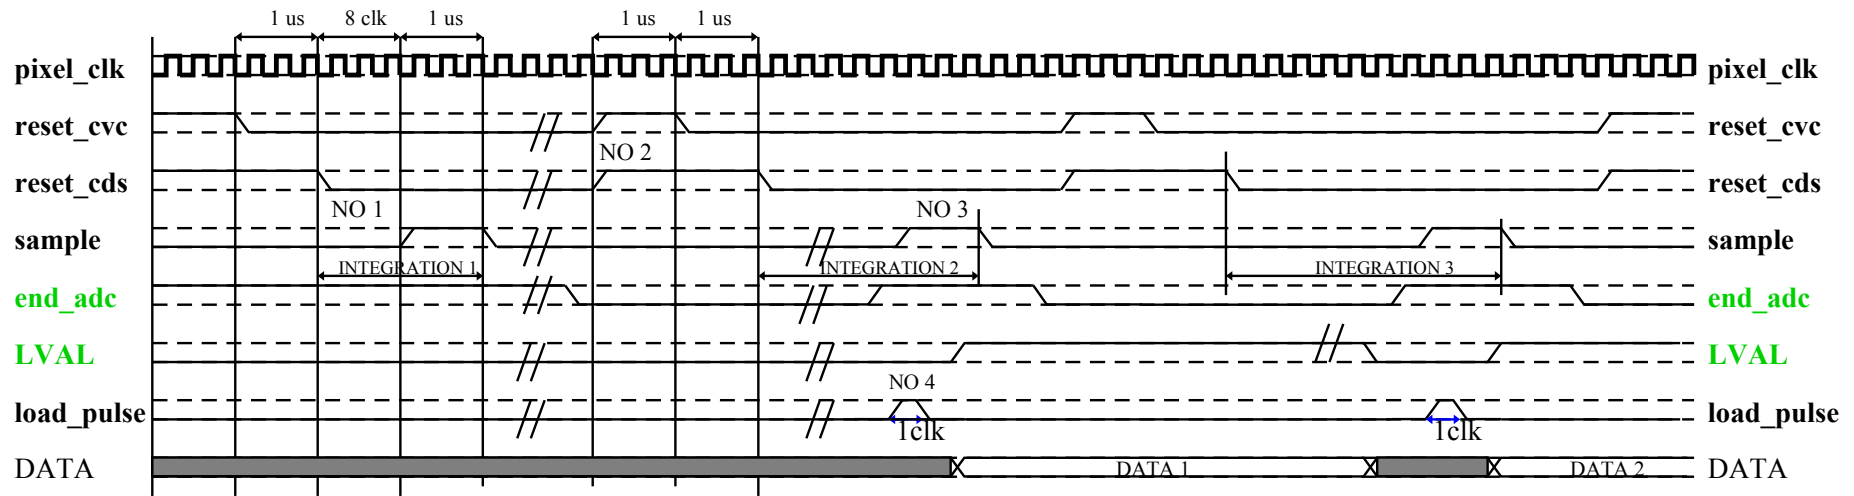 1 us 8 clk 1 us 1 us 1 us
pixel_clk pixel_clk
reset_cvc reset_cvc
NO 2
reset_cds reset_cds
NO 1 NO 3
sample sample
INTEGRATION 1 INTEGRATION 2 INTEGRATION 3
end_adc end_adc
LVAL LVAL
NO 4
load_pulse load_pulse
1clk 1clk
DATA DATA 1 DATA 2 DATA